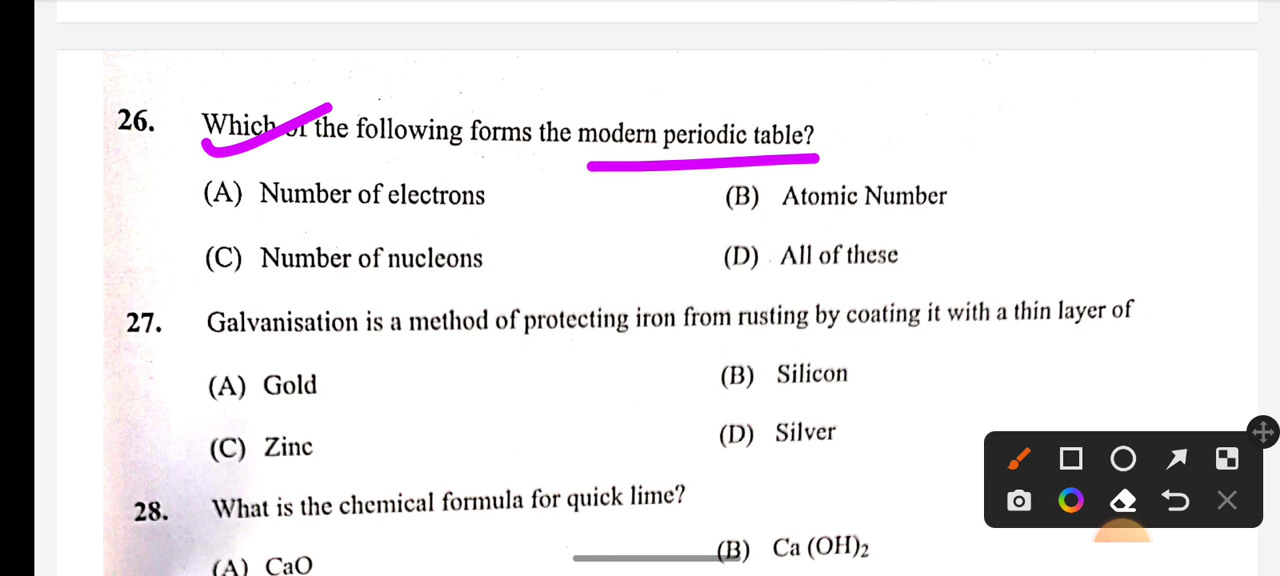 26. Which of the following forms the modern periodic table?
(A) Number of electrons (B) Atomic Number
(C) Number of nucleons (D) All of these
27. Galvanisation is a method of protecting iron from rusting by coating it with a thin layer of
(A) Gold (B) Silicon
(C) Zinc (D) Silver
28. What is the chemical formula for quick lime?
(A) CaO (B) Ca (OH)₂